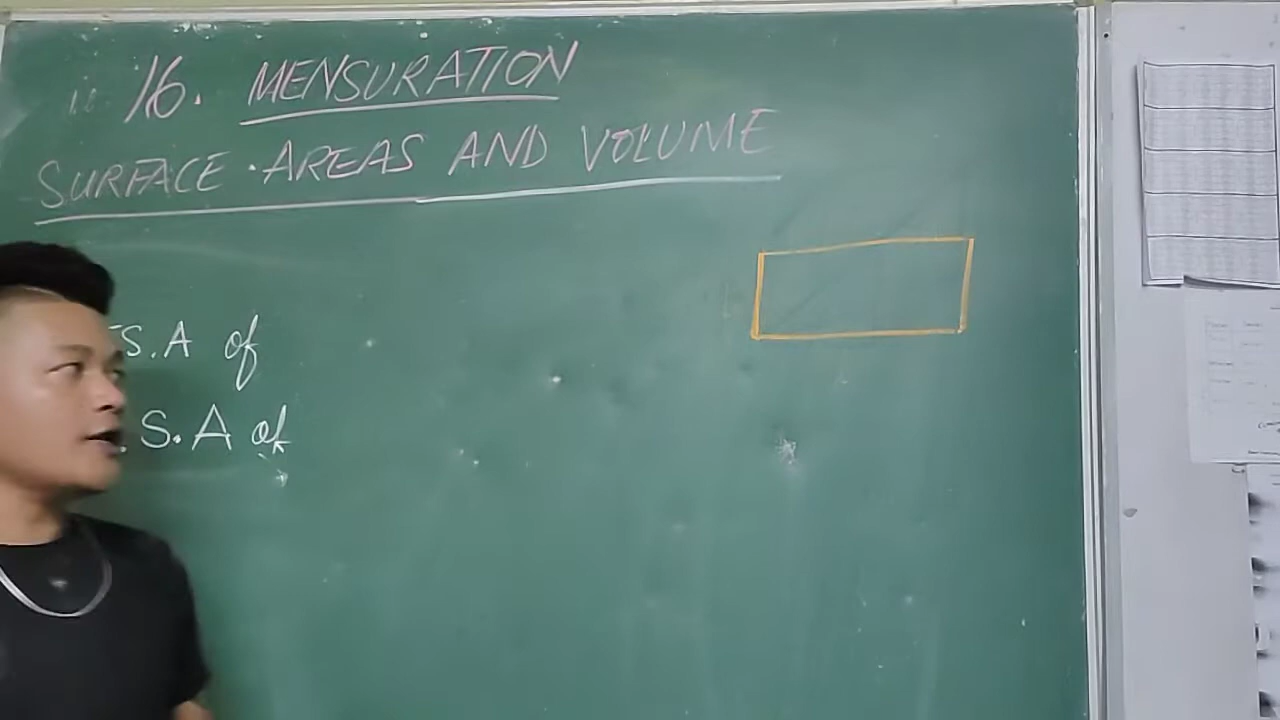 16. MENSURATION
SURFACE AREAS AND VOLUME
S.A of
S.A of